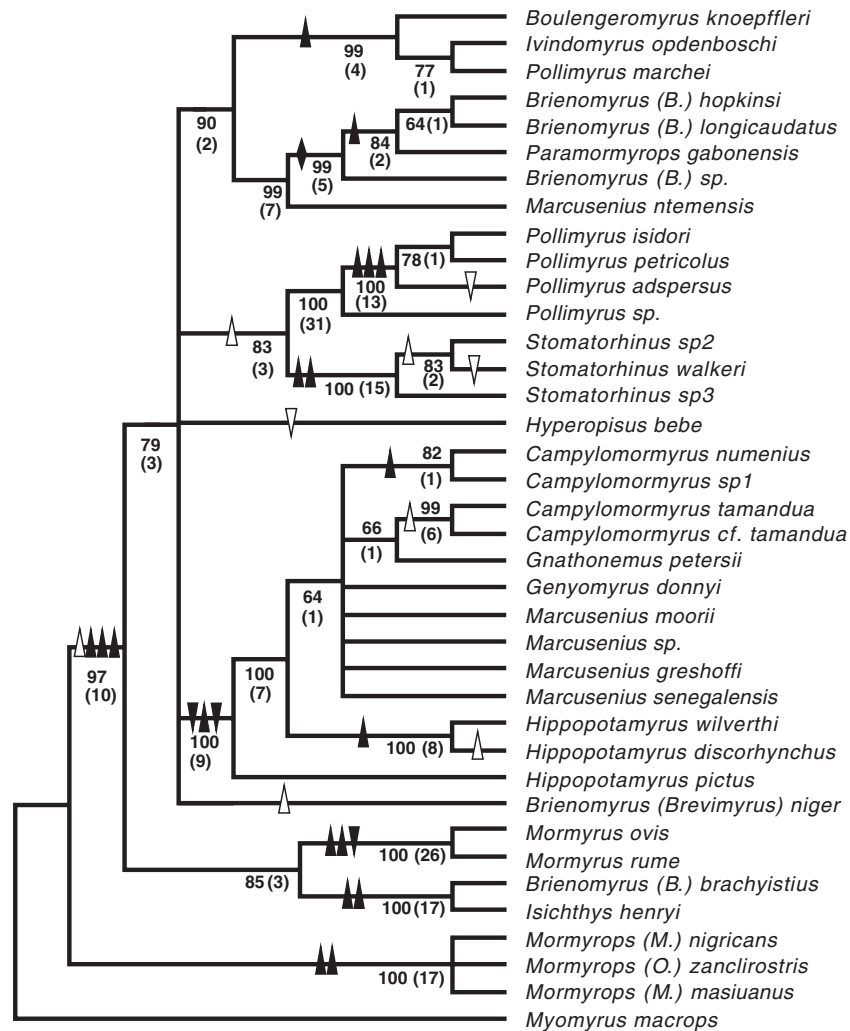 Boulengeromyrus knoepffleri
Ivindomyrus opdenboschi
99
(4)
77
(1)
Pollimyrus marchei
Brienomyrus (B.) hopkinsi
90
(2)
64(1)
Brienomyrus (B.) longicaudatus
84
(2)
Paramormyrops gabonensis
99
(5)
Brienomyrus (B.) sp.
99
(7)
Marcusenius ntemensis
Pollimyrus isidori
78(1)
Pollimyrus petricolus
100
(13)
Pollimyrus adspersus
100
(31)
Pollimyrus sp.
83
(3)
Stomatorhinus sp2
83
(2)
Stomatorhinus walkeri
100 (15)
Stomatorhinus sp3
Hyperopisus bebe
79
(3)
82
(1)
Campylomormyrus numenius
Campylomormyrus sp1
99
(6)
Campylomormyrus tamandua
66
(1)
Campylomormyrus cf. tamandua
Gnathonemus petersii
64
(1)
Genyomyrus donnyi
Marcusenius moorii
Marcusenius sp.
97
(10)
100
(7)
Marcusenius greshoffi
Marcusenius senegalensis
Hippopotamyrus wilverthi
100
(9)
100 (8)
Hippopotamyrus discorhynchus
Hippopotamyrus pictus
Brienomyrus (Brevimyrus) niger
Mormyrus ovis
100 (26)
Mormyrus rume
85(3)
Brienomyrus (B.) brachyistius
100(17)
Isichthys henryi
Mormyrops (M.) nigricans
Mormyrops (O.) zanclirostris
100 (17)
Mormyrops (M.) masiuanus
Myomyrus macrops